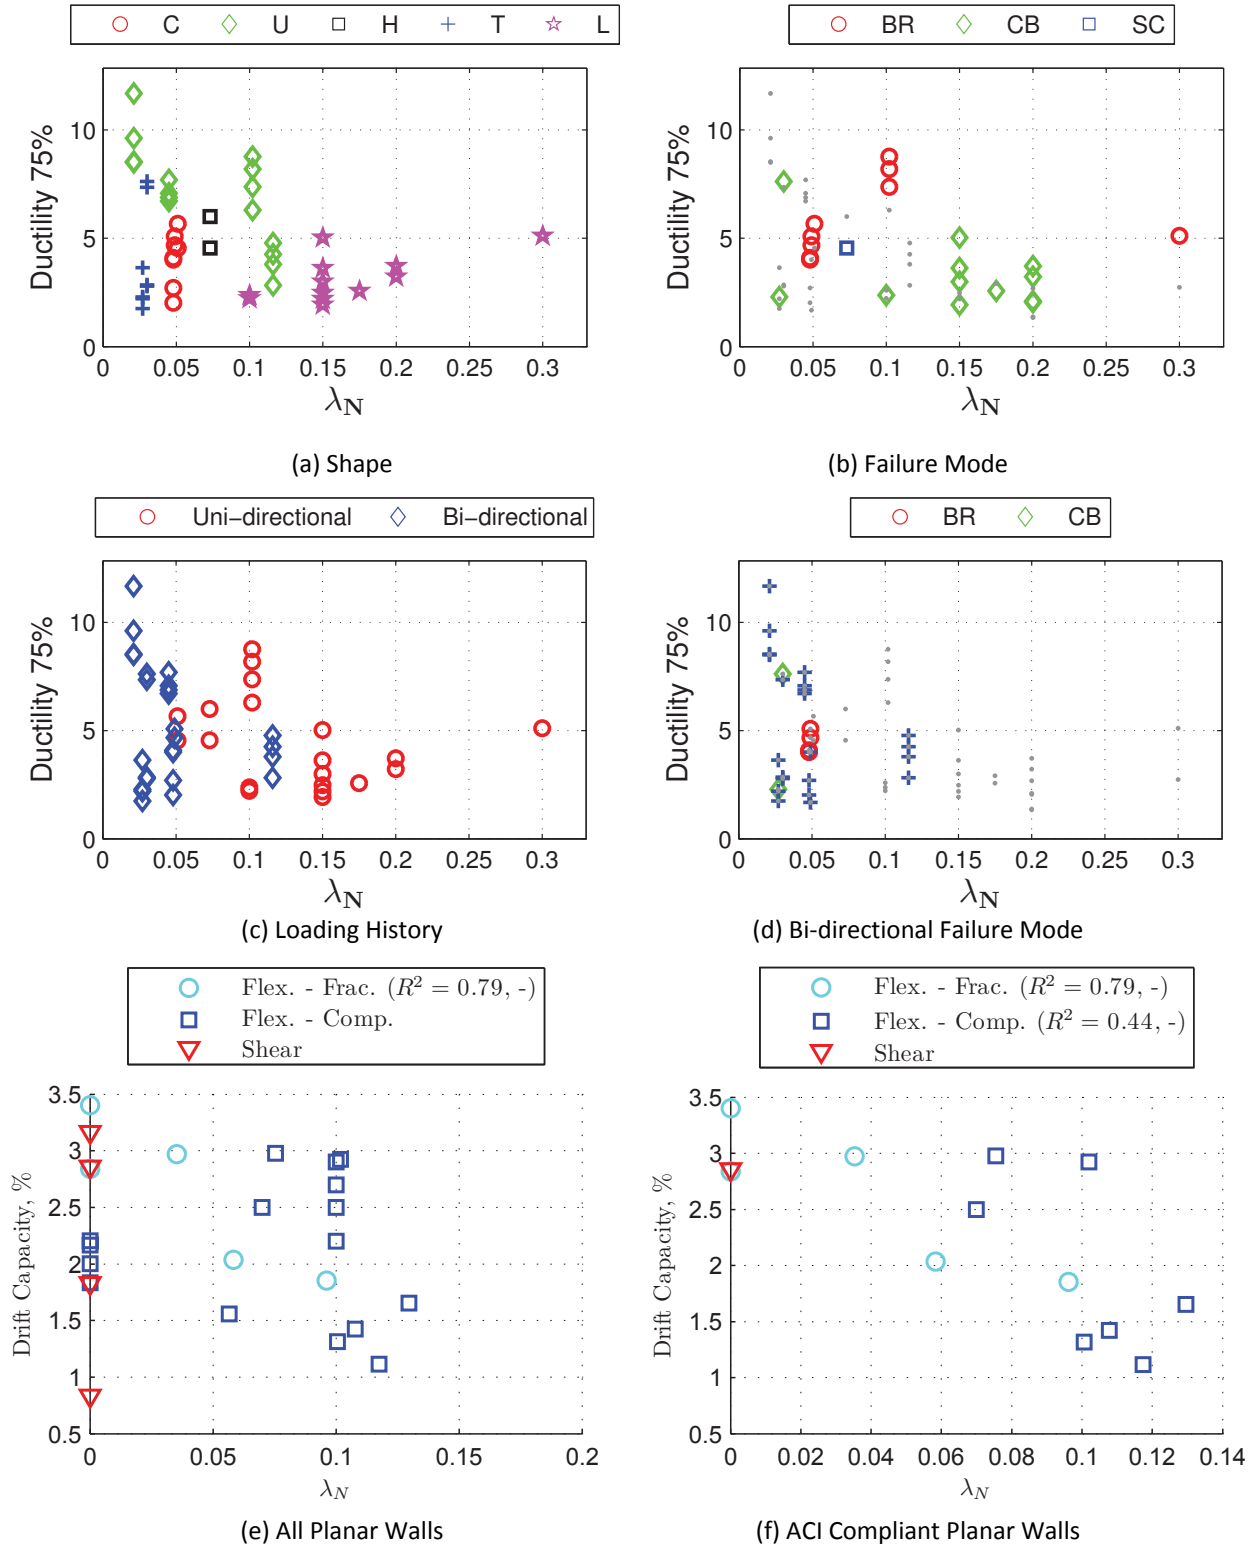 C U H T L
BR CB SC
Ductility 75%
10
5
0
0 0.05 0.1 0.15 0.2 0.25 0.3
λN
Ductility 75%
10
5
0
0 0.05 0.1 0.15 0.2 0.25 0.3
λN
(a) Shape
(b) Failure Mode
Uni-directional Bi-directional
BR CB
Ductility 75%
10
5
0
0 0.05 0.1 0.15 0.2 0.25 0.3
λN
Ductility 75%
10
5
0
0 0.05 0.1 0.15 0.2 0.25 0.3
λN
(c) Loading History
(d) Bi-directional Failure Mode
Flex. - Frac. (R² = 0.79, -)
Flex. - Comp.
Shear
Flex. - Frac. (R² = 0.79, -)
Flex. - Comp. (R² = 0.44, -)
Shear
Drift Capacity, %
3.5
3
2.5
2
1.5
1
0.5
0 0.05 0.1 0.15 0.2
λN
Drift Capacity, %
3.5
3
2.5
2
1.5
1
0.5
0 0.02 0.04 0.06 0.08 0.1 0.12 0.14
λN
(e) All Planar Walls
(f) ACI Compliant Planar Walls